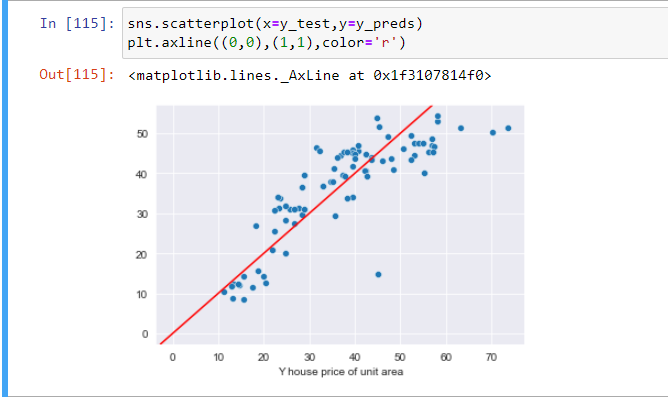 In [115]: sns.scatterplot(x=y_test,y=y_preds)
plt.axline((0,0),(1,1),color='r')
Out[115]: <matplotlib.lines._AxLine at 0x1f3107814f0>
50
40
30
20
10
0
0 10 20 30 40 50 60 70
Y house price of unit area